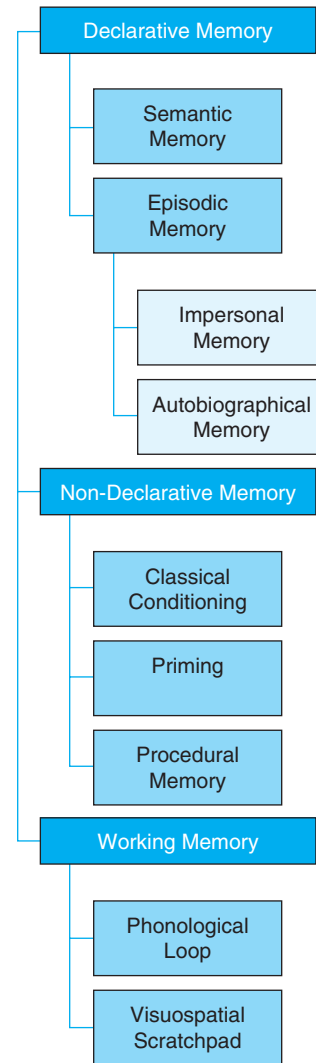 Declarative Memory
Semantic
Memory
Episodic
Memory
Impersonal
Memory
Autobiographical
Memory
Non-Declarative Memory
Classical
Conditioning
Priming
Procedural
Memory
Working Memory
Phonological
Loop
Visuospatial
Scratchpad